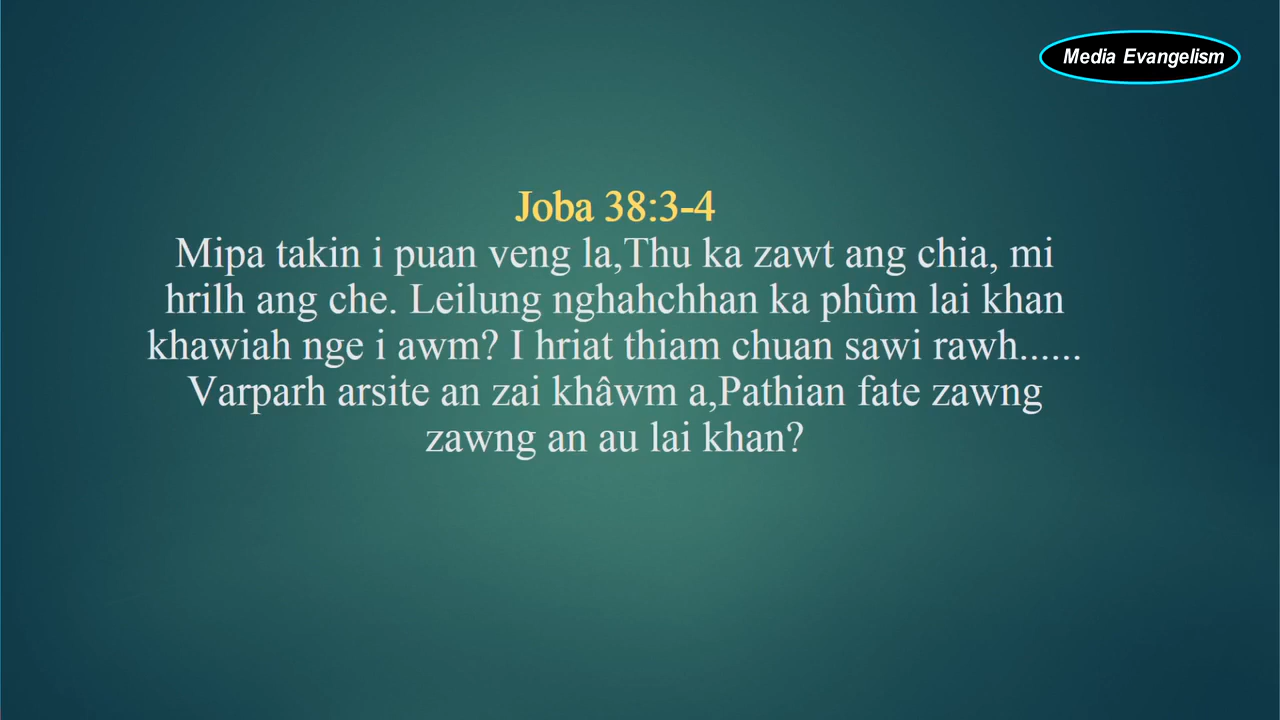 Media Evangelism
Joba 38:3-4
Mipa takin i puan veng la,Thu ka zawt ang chia, mi
hrilh ang che. Leilung nghahchhan ka phûm lai khan
khawiah nge i awm? I hriat thiam chuan sawi rawh......
Varparh arsite an zai khâwm a,Pathian fate zawng
zawng an au lai khan?